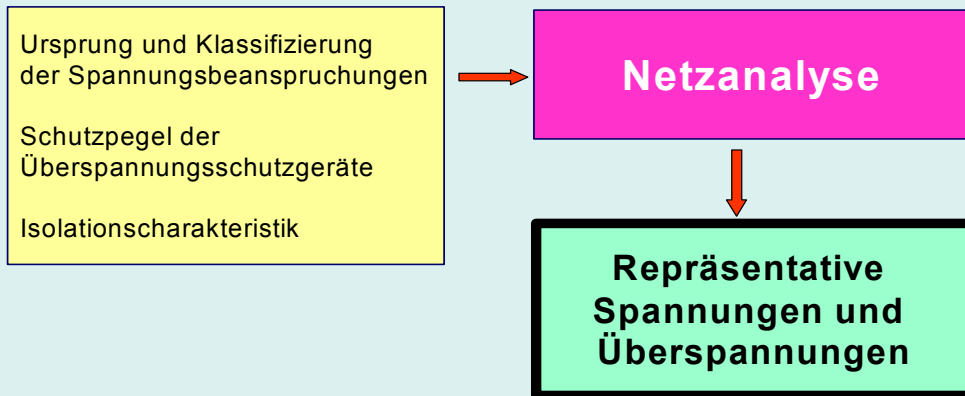 Ursprung und Klassifizierung
der Spannungsbeanspruchungen
Schutzpegel der
Überspannungsschutzgeräte
Isolationscharakteristik
Netzanalyse
Repräsentative
Spannungen und
Überspannungen